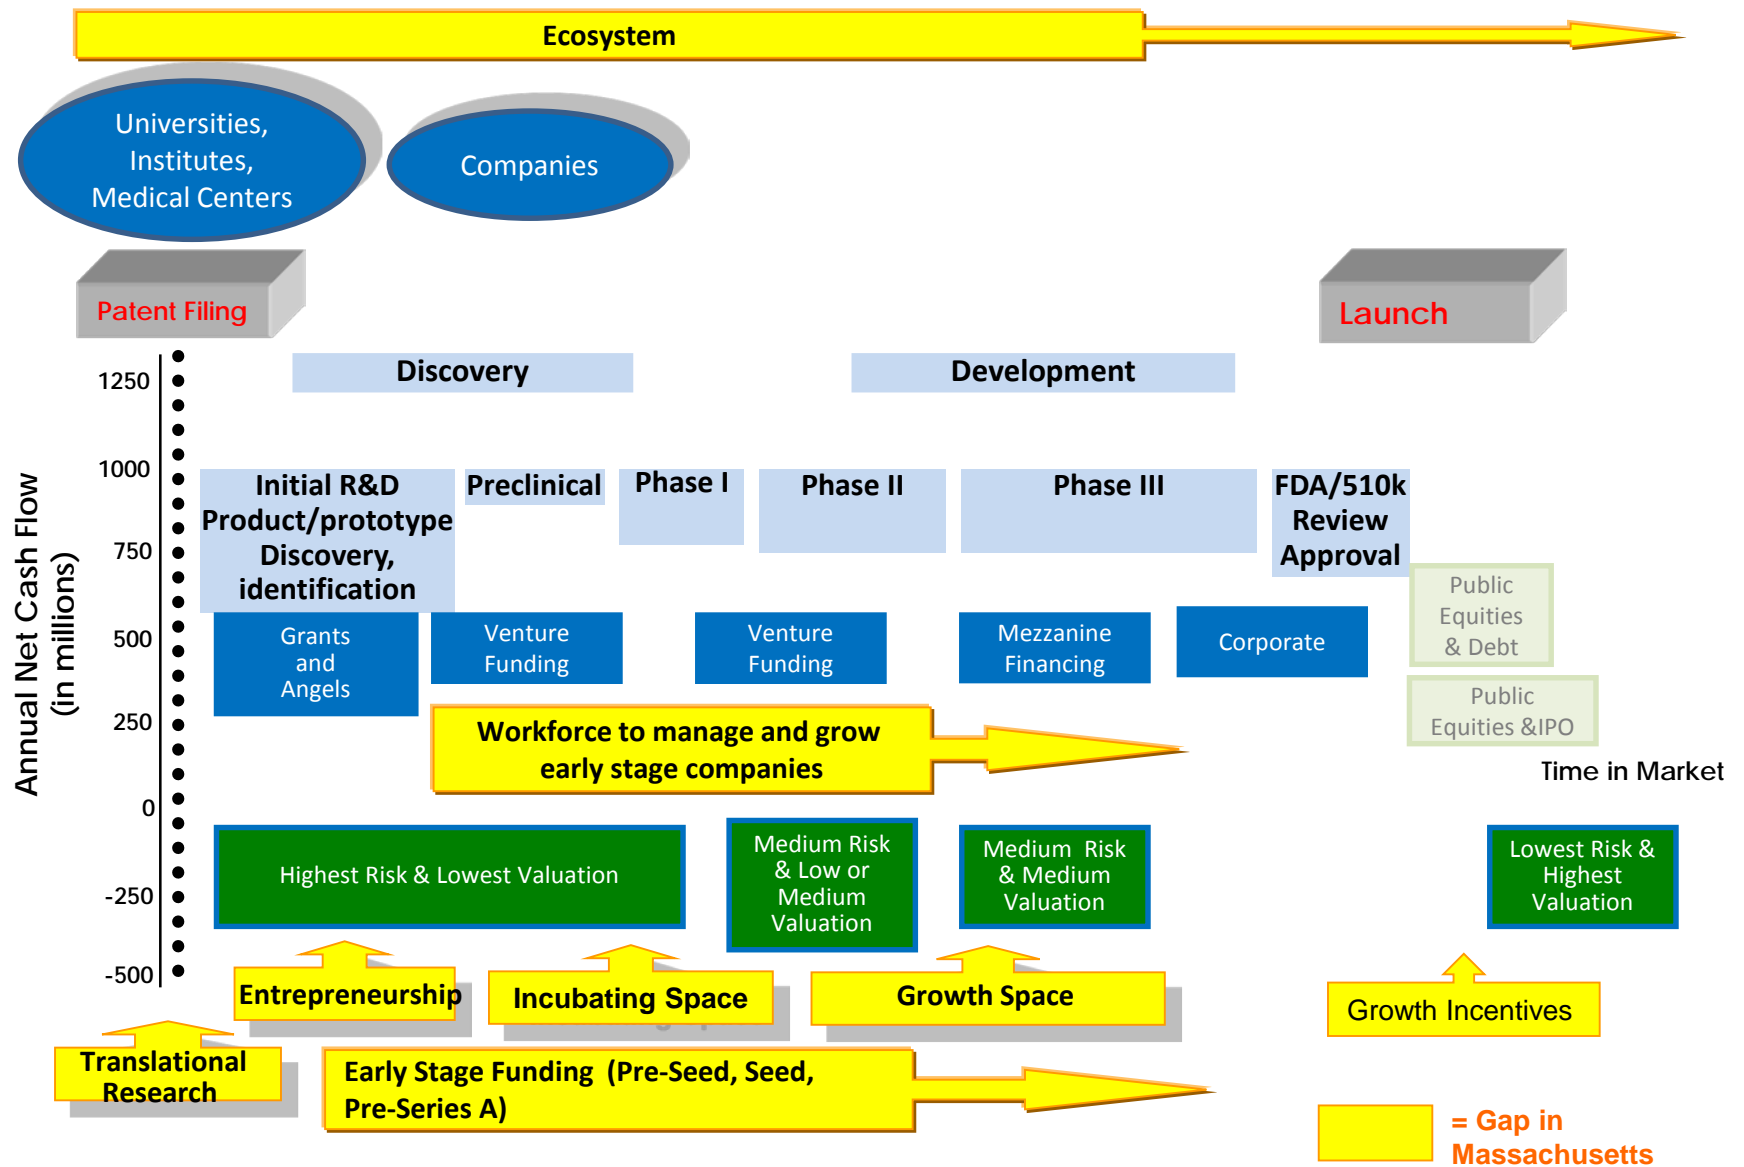 Ecosystem
Universities,
Institutes,
Medical Centers
Companies
Patent Filing
Launch
Annual Net Cash Flow
(in millions)
1250
1000
750
500
250
0
-250
-500
Discovery
Development
Initial R&D
Product/prototype
Discovery,
identification
Preclinical
Phase I
Phase II
Phase III
FDA/510k
Review
Approval
Grants
and
Angels
Venture
Funding
Venture
Funding
Mezzanine
Financing
Corporate
Public
Equities
& Debt
Public
Equities &IPO
Workforce to manage and grow
early stage companies
Time in Market
Highest Risk & Lowest Valuation
Medium Risk
& Low or
Medium
Valuation
Medium  Risk
& Medium
Valuation
Lowest Risk &
Highest
Valuation
Entrepreneurship
Incubating Space
Growth Space
Growth Incentives
Translational
Research
Early Stage Funding  (Pre-Seed, Seed,
Pre-Series A)
= Gap in
Massachusetts